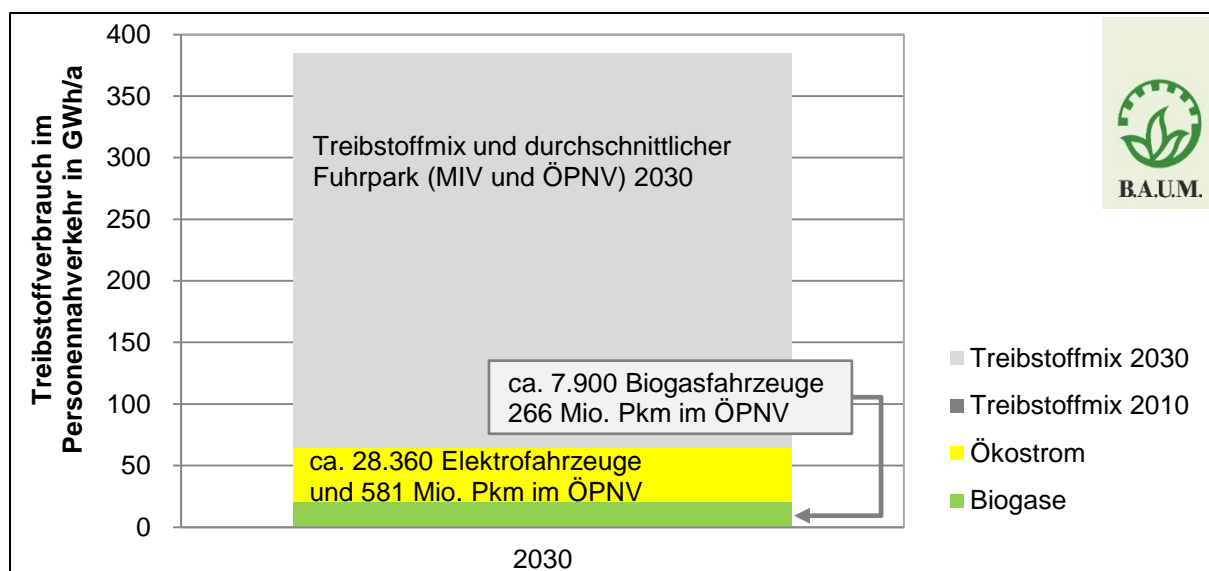 Treibstoffverbrauch im
Personennahverkehr in GWh/a
400
350
300
250
200
150
100
50
0
Treibstoffmix und durchschnittlicher
Fuhrpark (MIV und ÖPNV) 2030
ca. 7.900 Biogasfahrzeuge
266 Mio. Pkm im ÖPNV
ca. 28.360 Elektrofahrzeuge
und 581 Mio. Pkm im ÖPNV
2030
B.A.U.M.
Treibstoffmix 2030
Treibstoffmix 2010
Ökostrom
Biogase